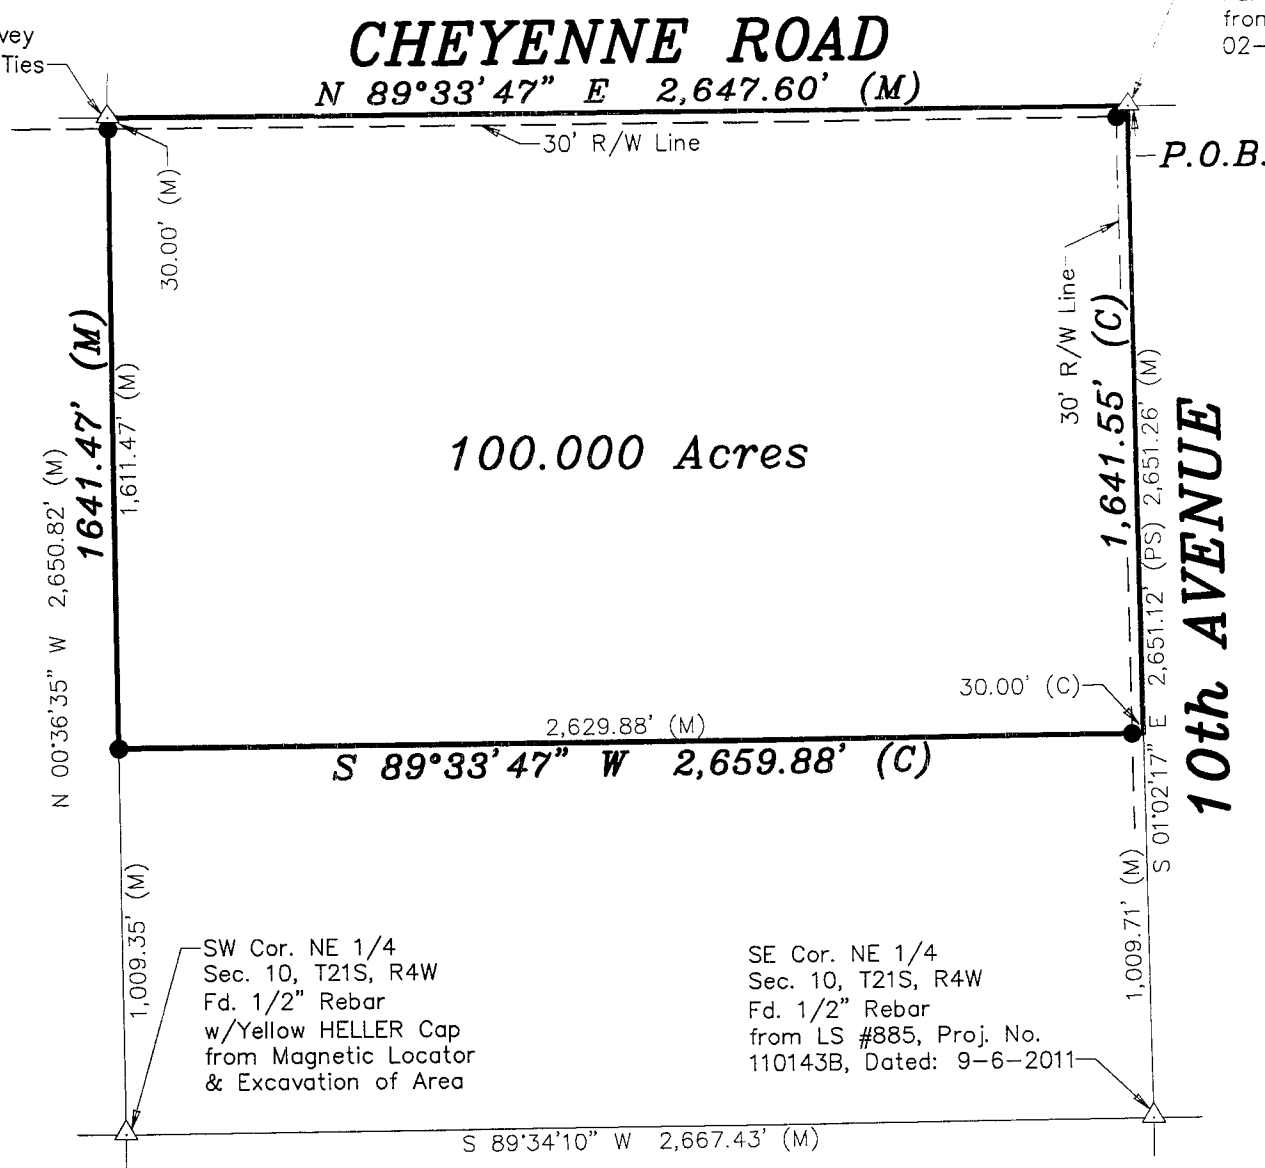 CHEYENNE ROAD
N 89°33'47" E 2,647.60' (M)
Ties
02-
30' R/W Line
P.O.B.
30.00' (M)
30' R/W Line
1641.47' (M)
1,611.47' (M)
N 00°36'35" W 2,650.82' (M)
100.000 Acres
1,641.55' (C)
S 01°02'17" E 2,651.12' (PS) 2,651.26' (M)
10th AVENUE
30.00' (C)
2,629.88' (M)
S 89°33'47" W 2,659.88' (C)
1,009.35' (M)
1,009.71' (M)
SW Cor. NE 1/4
Sec. 10, T21S, R4W
Fd. 1/2" Rebar
w/Yellow HELLER Cap
from Magnetic Locator
& Excavation of Area
SE Cor. NE 1/4
Sec. 10, T21S, R4W
Fd. 1/2" Rebar
from LS #885, Proj. No.
110143B, Dated: 9-6-2011
S 89°34'10" W 2,667.43' (M)